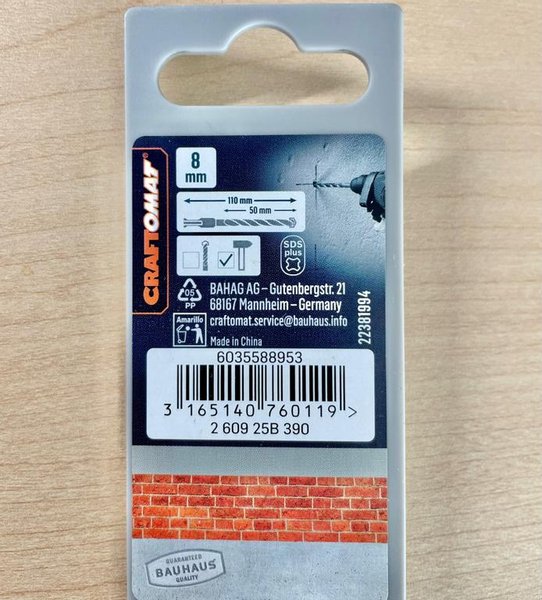 CRAFTOMAT®
8
mm
110 mm
50 mm
SDS
plus
05
PP
BAHAG AG – Gutenbergstr. 21
68167 Mannheim – Germany
craftomat.service@bauhaus.info
Amarillo
Made in China
22381994
6035588953
3 165140 760119 >
2 609 25B 390
GUARANTEED
BAUHAUS
QUALITY